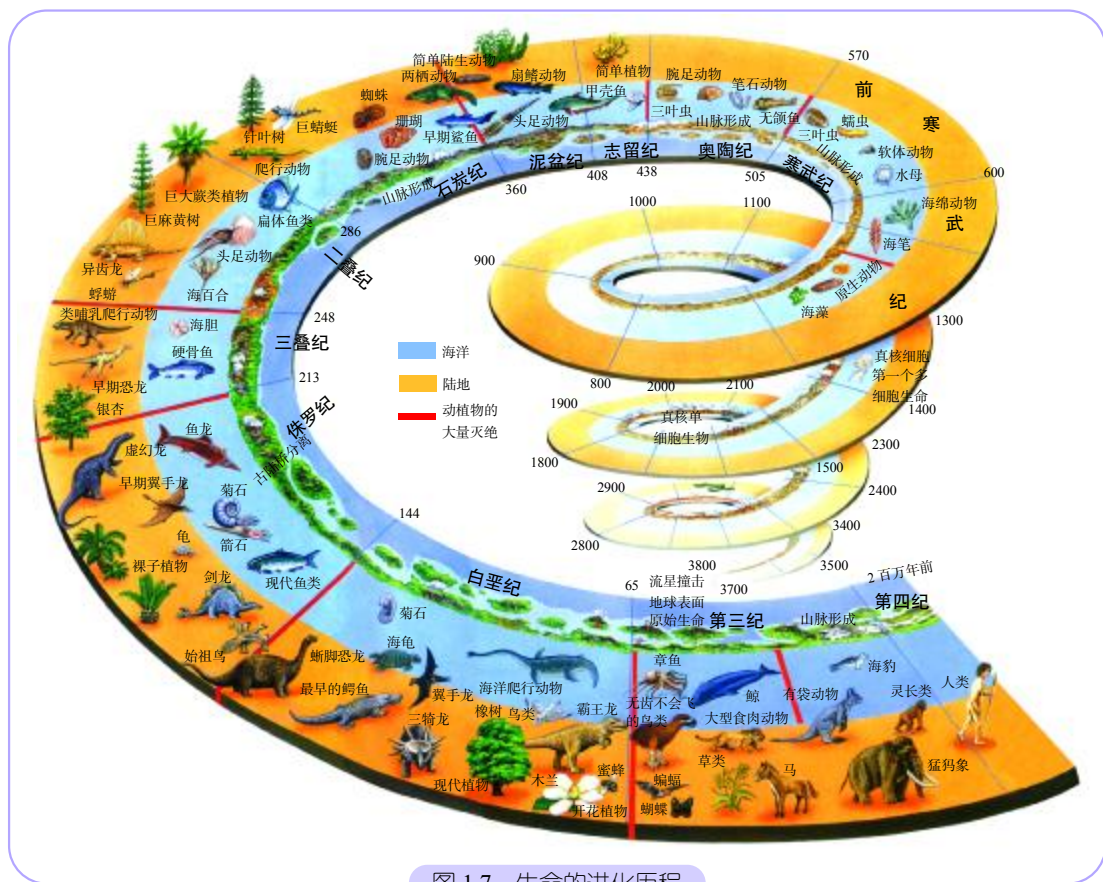 570
前
寒
武
纪
600
简单陆生动物
两栖动物
扇鳍动物
简单植物
甲壳鱼
腕足动物
笔石动物
三叶虫
山脉形成
无颌鱼
三叶虫
蠕虫
山脉形成
软体动物
水母
海绵动物
海笔
原生动物
海藻
蜘蛛
珊瑚
早期鲨鱼
头足动物
巨蜻蜓
针叶树
爬行动物
腕足动物
山脉形成
石炭纪
泥盆纪
志留纪
奥陶纪
寒武纪
360
408
438
505
巨大蕨类植物
巨麻黄树
扁体鱼类
头足动物
286
二叠纪
异齿龙
蜉蝣
海百合
类哺乳爬行动物
海胆
硬骨鱼
248
三叠纪
213
早期恐龙
银杏
侏罗纪
古陆桥分离
鱼龙
虚幻龙
早期翼手龙
菊石
箭石
龟
裸子植物
剑龙
现代鱼类
始祖鸟
144
白垩纪
菊石
海龟
蜥脚恐龙
最早的鳄鱼
翼手龙
海洋爬行动物
三犄龙
橡树
鸟类
霸王龙
现代植物
木兰
蜜蜂
开花植物
65
流星撞击
地球表面
原始生命
第三纪
山脉形成
2 百万年前
第四纪
章鱼
鲸
无齿不会飞
的鸟类
大型食肉动物
有袋动物
海豹
灵长类
人类
草类
马
猛犸象
蝙蝠
蝴蝶
1000
1100
900
800
1300
真核细胞
第一个多
细胞生命
1400
2000
2100
1900
真核单
细胞生物
1800
1500
2300
2400
2900
2800
3400
3500
3800
3700
海洋
陆地
动植物的
大量灭绝
图 1.7 生命的进化历程